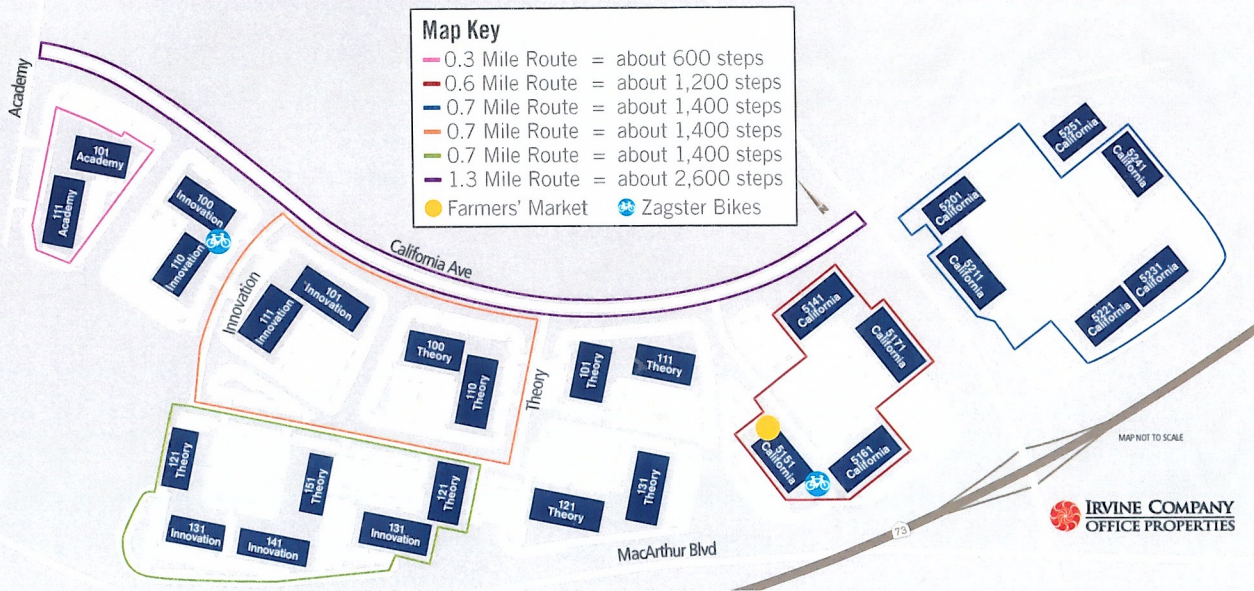 Map Key
0.3 Mile Route = about 600 steps
0.6 Mile Route = about 1,200 steps
0.7 Mile Route = about 1,400 steps
0.7 Mile Route = about 1,400 steps
0.7 Mile Route = about 1,400 steps
1.3 Mile Route = about 2,600 steps
Farmers' Market
Zagster Bikes
Academy
101
Academy
111
Academy
100
Innovation
110
Innovation
Innovation
California Ave
101
Innovation
111
Innovation
100
Theory
110
Theory
Theory
101
Theory
111
Theory
5141
California
5171
California
5151
California
5161
California
5251
California
5241
California
5201
California
5211
California
5231
California
5221
California
121
Theory
151
Theory
121
Theory
131
Innovation
141
Innovation
131
Innovation
121
Theory
131
Theory
MacArthur Blvd
73
MAP NOT TO SCALE
IRVINE COMPANY
OFFICE PROPERTIES